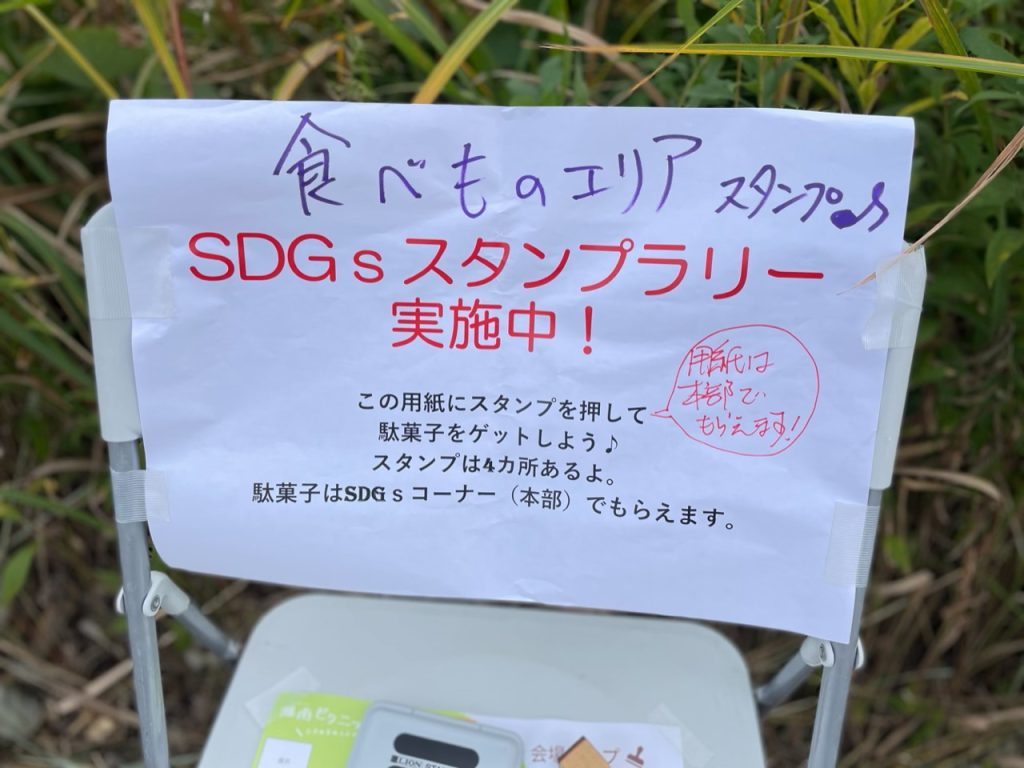 食べものエリア スタンプ
SDGsスタンプラリー
実施中！
用紙は
本部で
もらえます！
この用紙にスタンプを押して
駄菓子をゲットしよう♪
スタンプは4カ所あるよ。
駄菓子はSDGsコーナー（本部）でもらえます。
LION
会場
プ